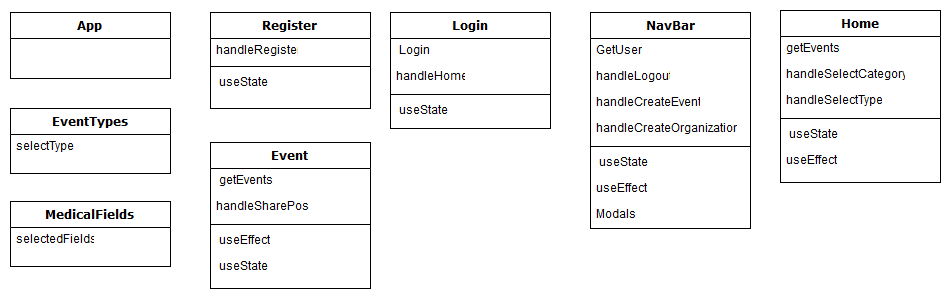 App
EventTypes
selectType
MedicalFields
selectedFields
Register
handleRegiste
useState
Event
getEvents
handleSharePos
useEffect
useState
Login
Login
handleHome
useState
NavBar
GetUser
handleLogout
handleCreateEvent
handleCreateOrganization
useState
useEffect
Modals
Home
getEvents
handleSelectCategory
handleSelectType
useState
useEffect